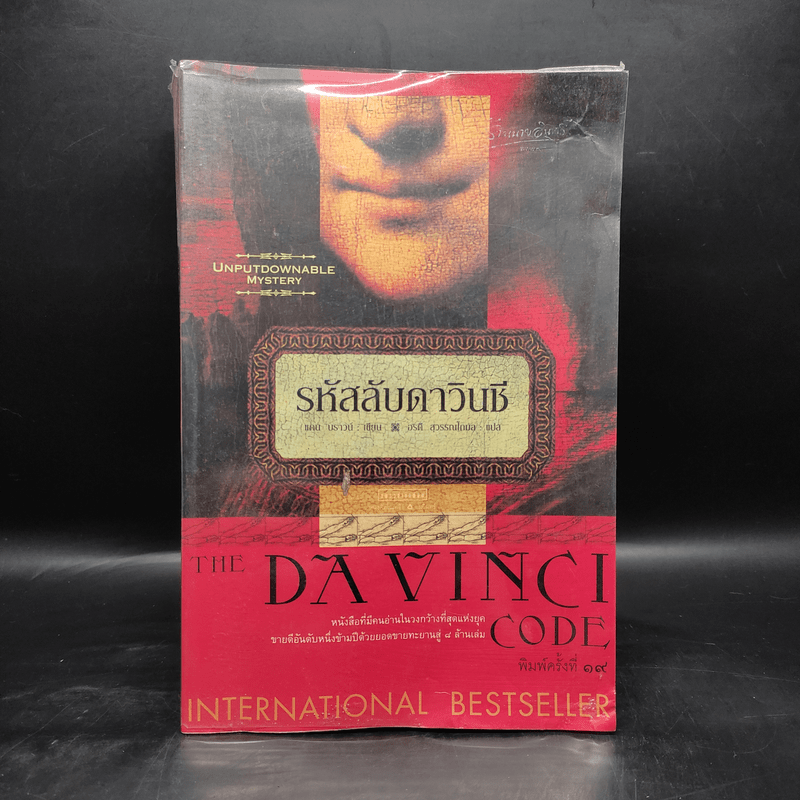 UNPUTDOWNABLE
MYSTERY
รหัสลับดาวินชี
แดน บราวน์ : เขียน อรดี สุวรรณโกมล : แปล
THE DA VINCI
CODE
หนังสือที่มีคนอ่านในวงกว้างที่สุดแห่งยุค
ขายดีอันดับหนึ่งข้ามปีด้วยยอดขายทะยานสู่ ๘ ล้านเล่ม
พิมพ์ครั้งที่ ๑๙
INTERNATIONAL BESTSELLER